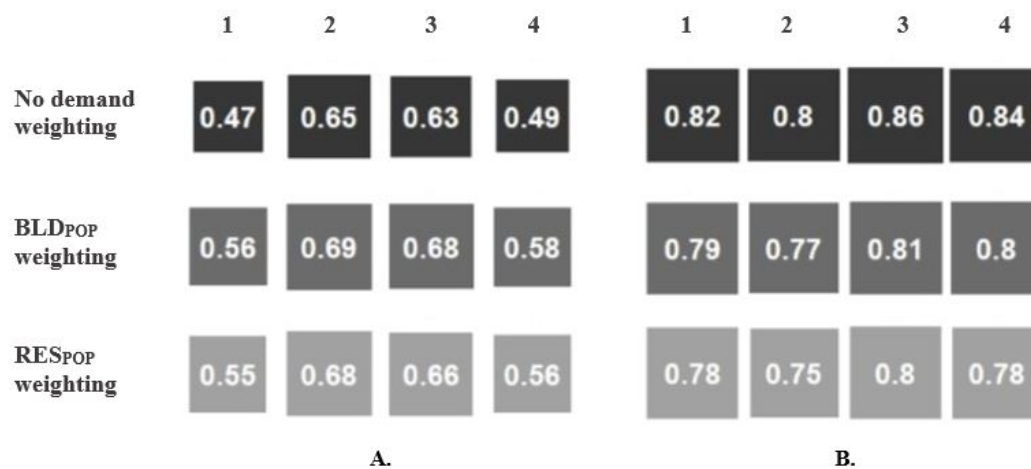 1 2 3 4 1 2 3 4
No demand
weighting
0.47 0.65 0.63 0.49 0.82 0.8 0.86 0.84
BLDPOP
weighting
0.56 0.69 0.68 0.58 0.79 0.77 0.81 0.8
RESPOP
weighting
0.55 0.68 0.66 0.56 0.78 0.75 0.8 0.78
A. B.